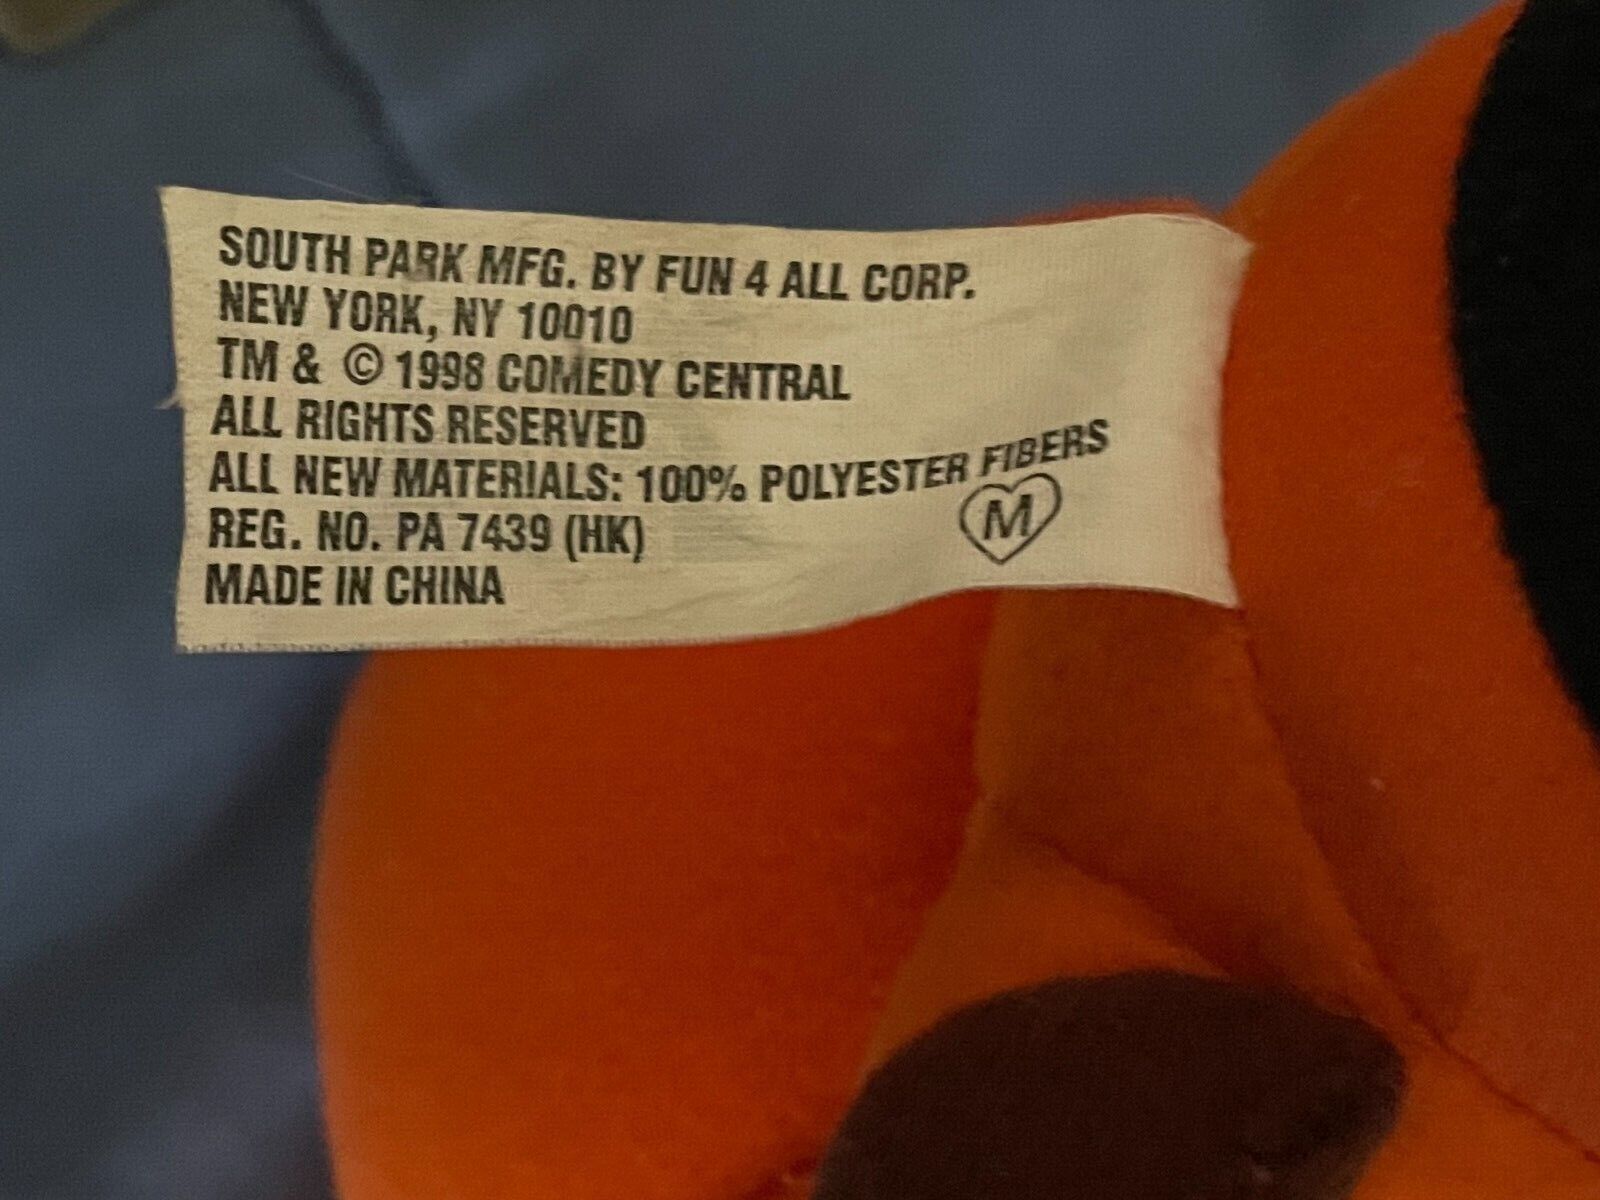 SOUTH PARK MFG. BY FUN 4 ALL CORP.
NEW YORK, NY 10010
TM & © 1998 COMEDY CENTRAL
ALL RIGHTS RESERVED
ALL NEW MATERIALS: 100% POLYESTER FIBERS
M
REG. NO. PA 7439 (HK)
MADE IN CHINA